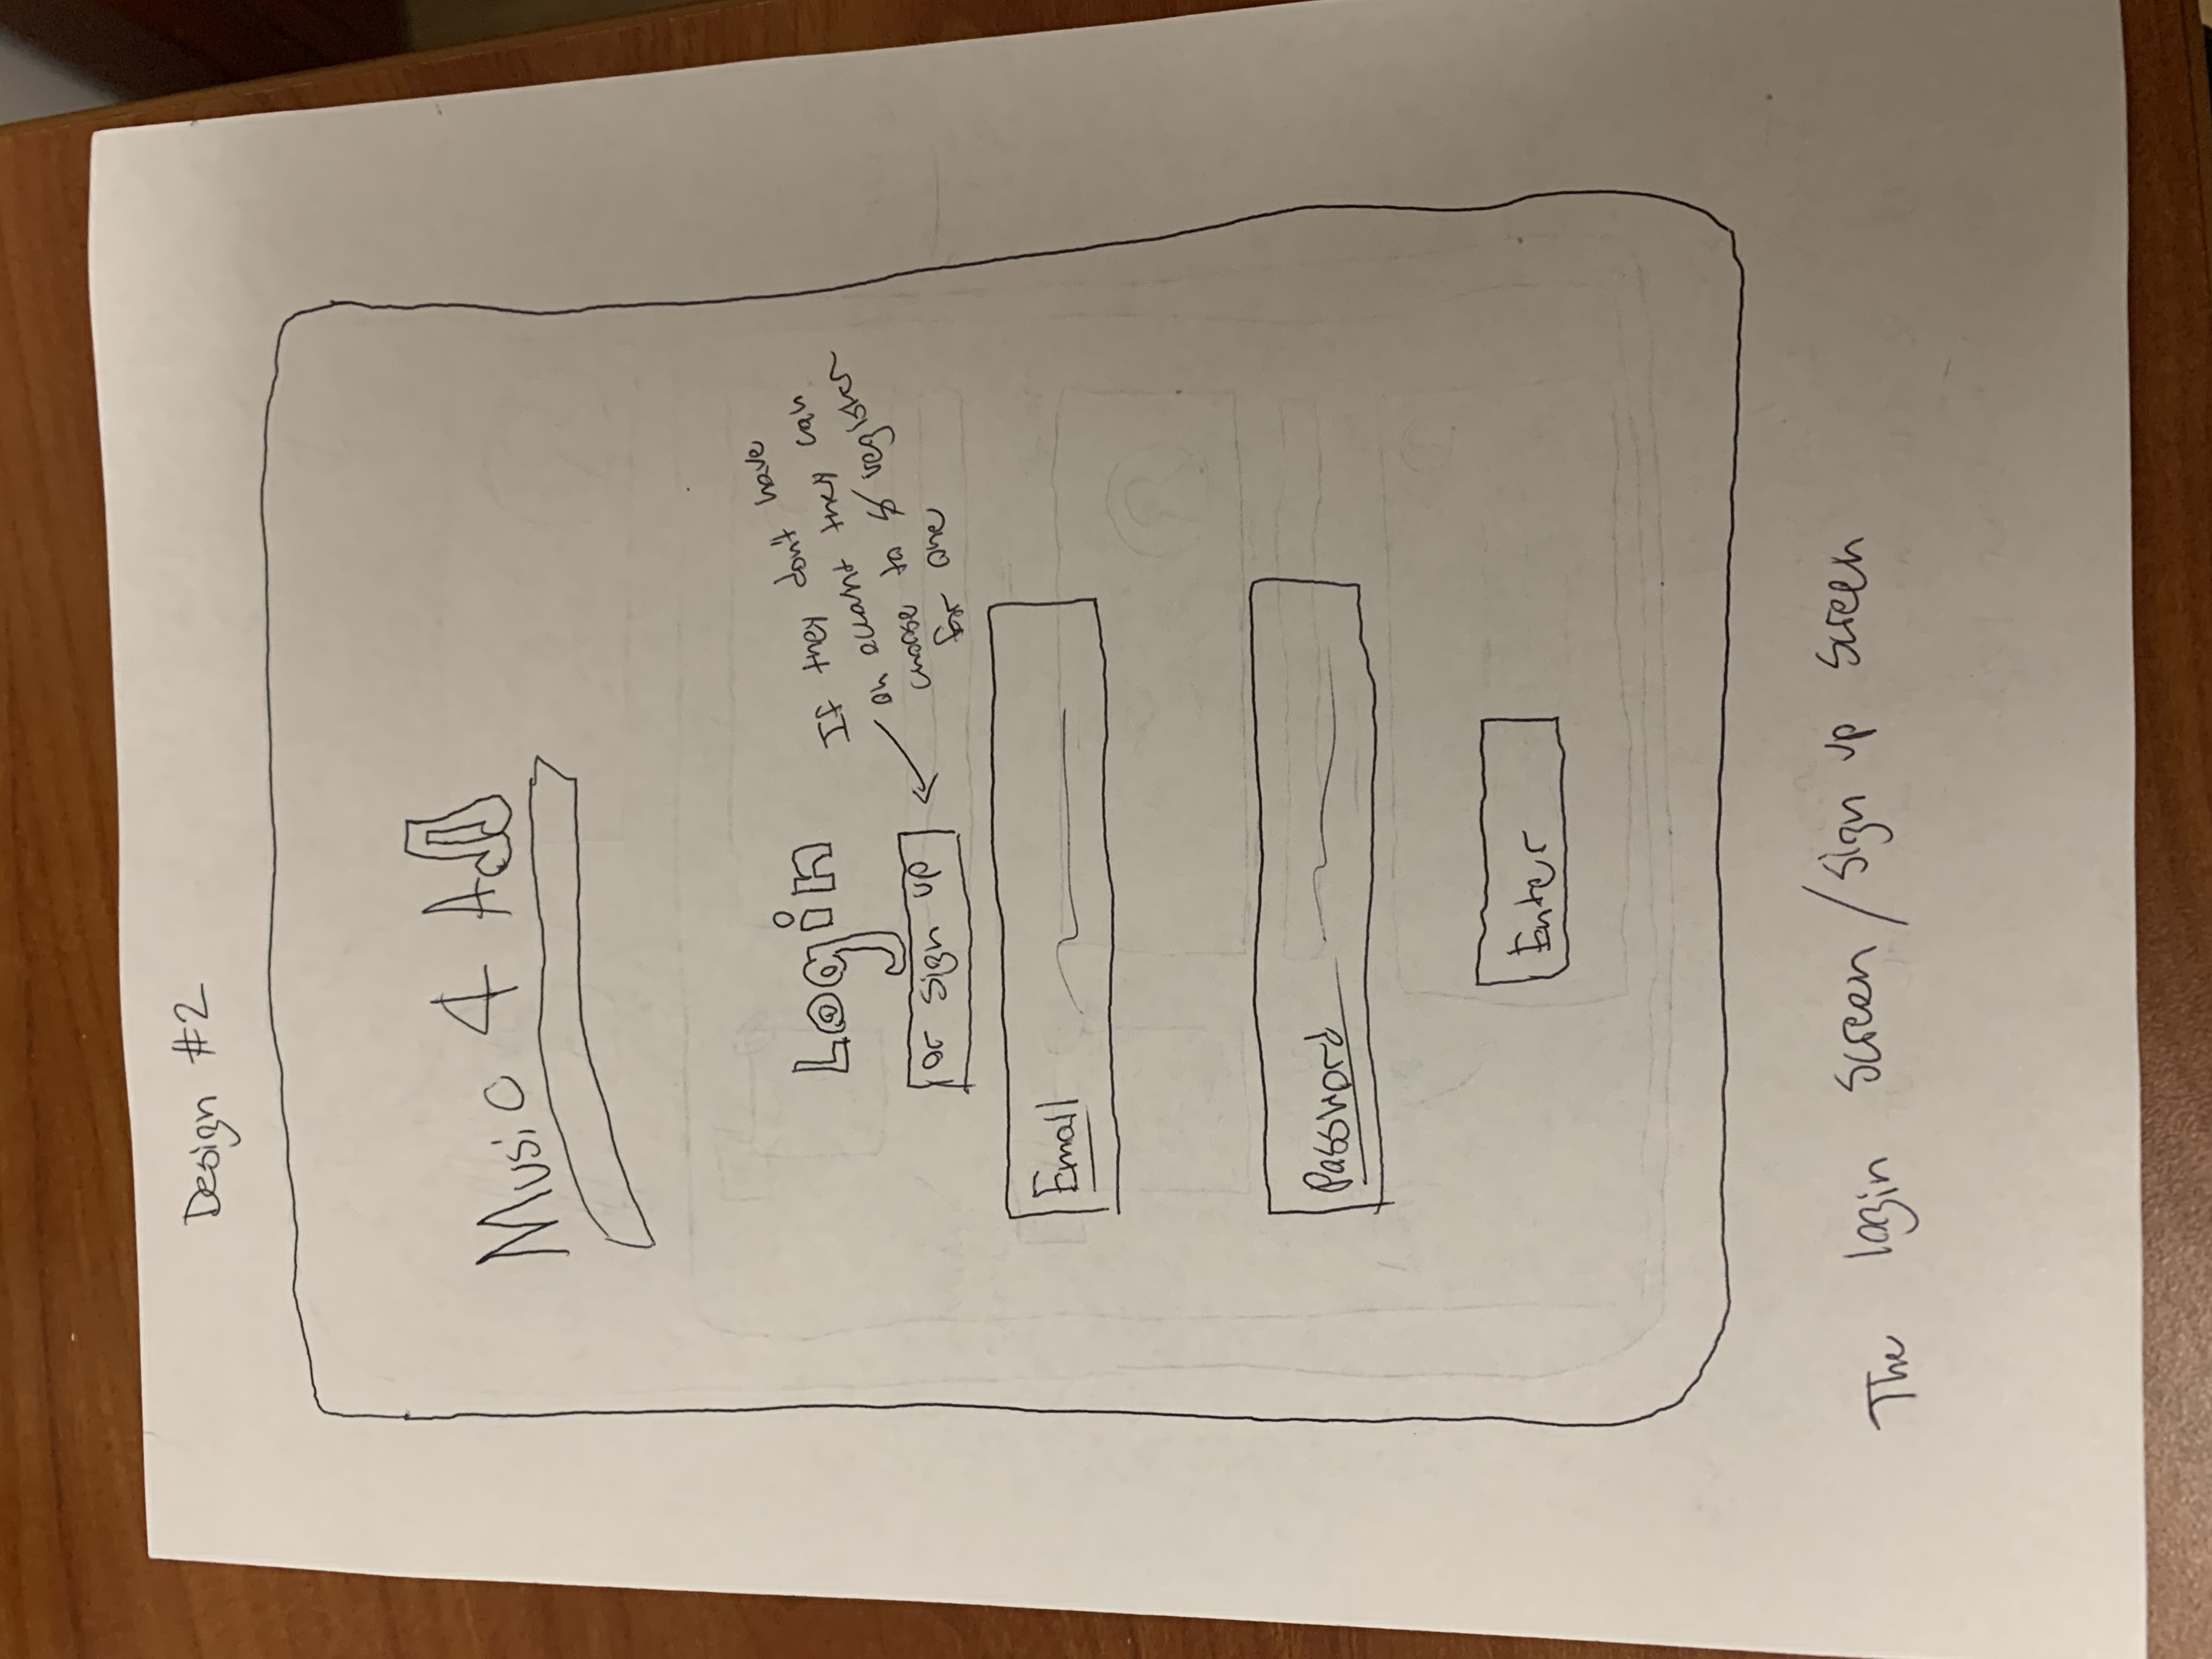 Design #2
Music 4 All
Login
or sign up
If they don't have
an account they can
choose to register
for one
Email
Password
Enter
The login screen / sign up screen